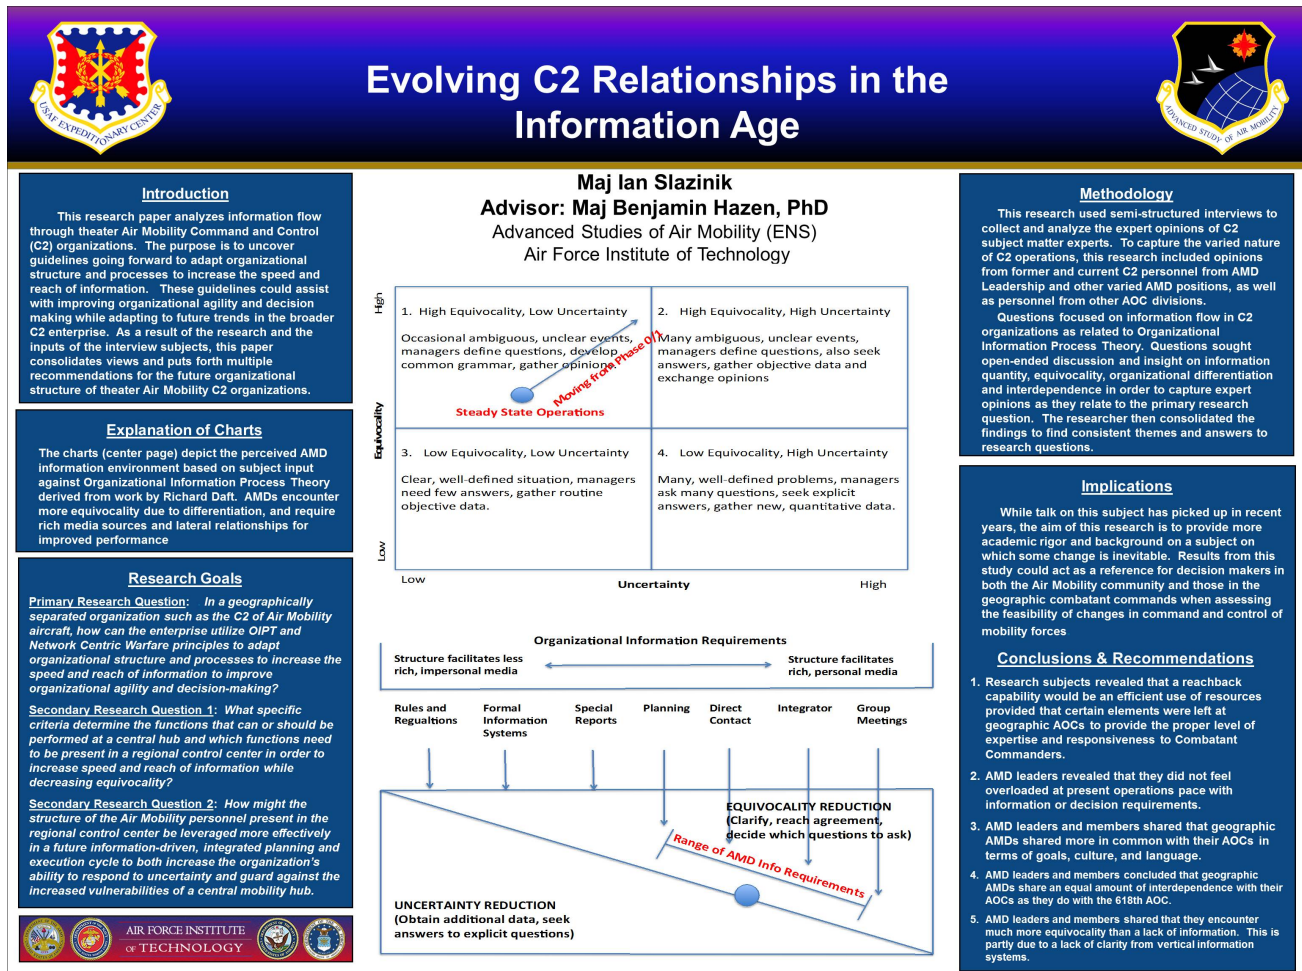 USAF EXPEDITIONARY CENTER
Evolving C2 Relationships in the
Information Age
ADVANCED STUDY OF AIR MOBILITY
Maj Ian Slazinik
Advisor: Maj Benjamin Hazen, PhD
Advanced Studies of Air Mobility (ENS)
Air Force Institute of Technology
Introduction
This research paper analyzes information flow
through theater Air Mobility Command and Control
(C2) organizations.  The purpose is to uncover
guidelines going forward to adapt organizational
structure and processes to increase the speed and
reach of information.   These guidelines could assist
with improving organizational agility and decision
making while adapting to future trends in the broader
C2 enterprise.  As a result of the research and the
inputs of the interview subjects, this paper
consolidates views and puts forth multiple
recommendations for the future organizational
structure of theater Air Mobility C2 organizations.
Explanation of Charts
The charts (center page) depict the perceived AMD
information environment based on subject input
against Organizational Information Process Theory
derived from work by Richard Daft.  AMDs encounter
more equivocality due to differentiation, and require
rich media sources and lateral relationships for
improved performance
Research Goals
Primary Research Question:   In a geographically
separated organization such as the C2 of Air Mobility
aircraft, how can the enterprise utilize OIPT and
Network Centric Warfare principles to adapt
organizational structure and processes to increase the
speed and reach of information to improve
organizational agility and decision-making?
Secondary Research Question 1:  What specific
criteria determine the functions that can or should be
performed at a central hub and which functions need
to be present in a regional control center in order to
increase speed and reach of information while
decreasing equivocality?
Secondary Research Question 2:  How might the
structure of the Air Mobility personnel present in the
regional control center be leveraged more effectively
in a future information-driven, integrated planning and
execution cycle to both increase the organization's
ability to respond to uncertainty and guard against the
increased vulnerabilities of a central mobility hub.
AIR FORCE INSTITUTE
OF TECHNOLOGY
High
Equivocality
Low
1.  High Equivocality, Low Uncertainty
Occasional ambiguous, unclear events,
managers define questions, develop
common grammar, gather opinions.
Moving from Phase 0/1
Steady State Operations
2.  High Equivocality, High Uncertainty
Many ambiguous, unclear events,
managers define questions, also seek
answers, gather objective data and
exchange opinions
3.  Low Equivocality, Low Uncertainty
Clear, well-defined situation, managers
need few answers, gather routine
objective data.
4.  Low Equivocality, High Uncertainty
Many, well-defined problems, managers
ask many questions, seek explicit
answers, gather new, quantitative data.
Low
Uncertainty
High
Organizational Information Requirements
Structure facilitates less
rich, impersonal media
Structure facilitates
rich, personal media
Rules and
Regualtions
Formal
Information
Systems
Special
Reports
Planning
Direct
Contact
Integrator
Group
Meetings
EQUIVOCALITY REDUCTION
(Clarify, reach agreement,
decide which questions to ask)
Range of AMD Info Requirements
UNCERTAINTY REDUCTION
(Obtain additional data, seek
answers to explicit questions)
Methodology
This research used semi-structured interviews to
collect and analyze the expert opinions of C2
subject matter experts.  To capture the varied nature
of C2 operations, this research included opinions
from former and current C2 personnel from AMD
Leadership and other varied AMD positions, as well
as personnel from other AOC divisions.
Questions focused on information flow in C2
organizations as related to Organizational
Information Process Theory.  Questions sought
open-ended discussion and insight on information
quantity, equivocality, organizational differentiation
and interdependence in order to capture expert
opinions as they relate to the primary research
question.  The researcher then consolidated the
findings to find consistent themes and answers to
research questions.
Implications
While talk on this subject has picked up in recent
years, the aim of this research is to provide more
academic rigor and background on a subject on
which some change is inevitable.  Results from this
study could act as a reference for decision makers in
both the Air Mobility community and those in the
geographic combatant commands when assessing
the feasibility of changes in command and control of
mobility forces
Conclusions & Recommendations
1. Research subjects revealed that a reachback
capability would be an efficient use of resources
provided that certain elements were left at
geographic AOCs to provide the proper level of
expertise and responsiveness to Combatant
Commanders.
2. AMD leaders revealed that they did not feel
overloaded at present operations pace with
information or decision requirements.
3. AMD leaders and members shared that geographic
AMDs shared more in common with their AOCs in
terms of goals, culture, and language.
4. AMD leaders and members concluded that geographic
AMDs share an equal amount of interdependence with their
AOCs as they do with the 618th AOC.
5. AMD leaders and members shared that they encounter
much more equivocality than a lack of information.  This is
partly due to a lack of clarity from vertical information
systems.